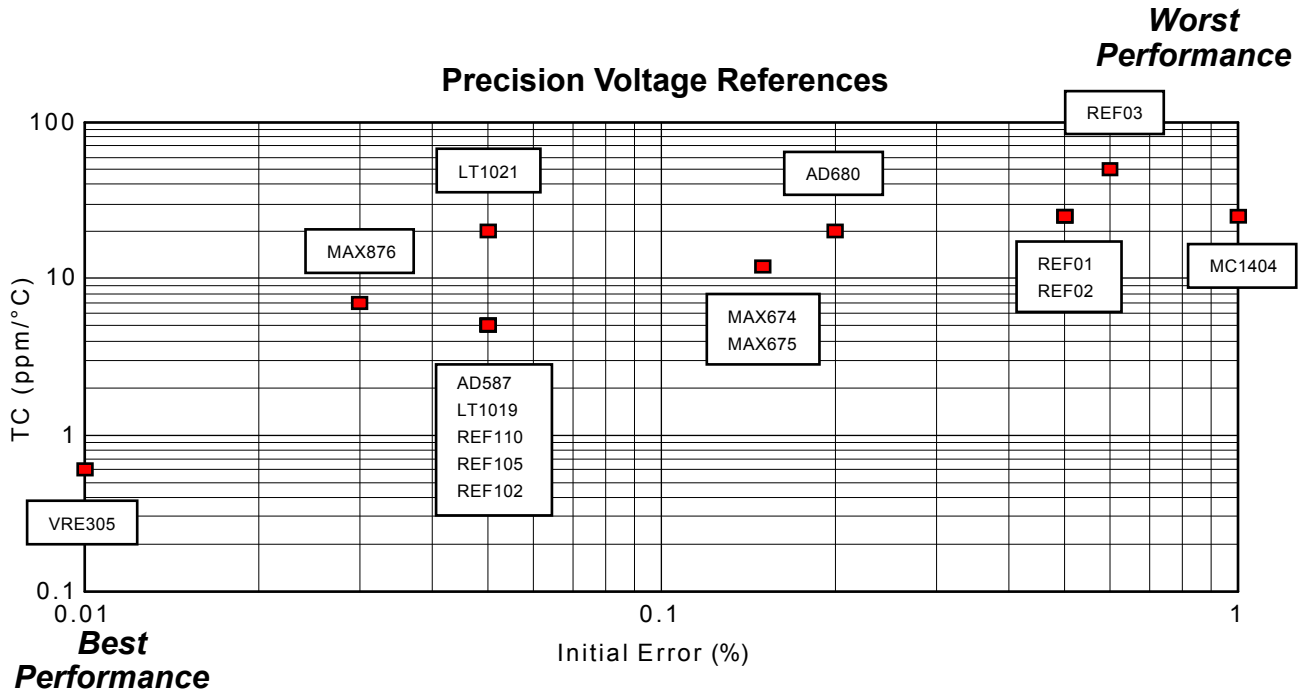 Worst
Performance
Precision Voltage References
100
REF03
LT1021
AD680
MAX876
REF01
REF02
MC1404
10
MAX674
MAX675
TC (ppm/°C)
AD587
LT1019
REF110
REF105
REF102
1
VRE305
0.1
0.01
0.1
1
Initial Error (%)
Best
Performance